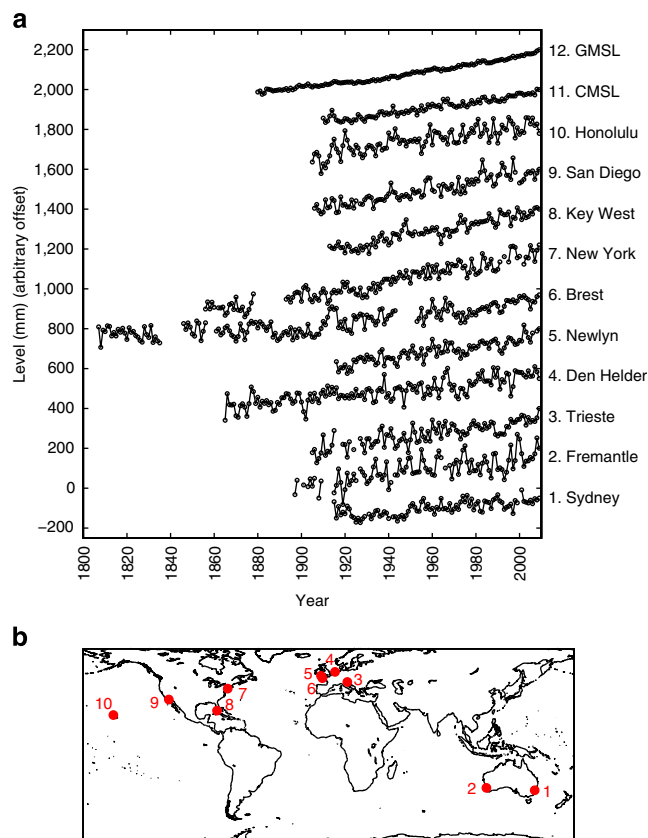 a
2,200
2,000
1,800
1,600
1,400
1,200
1,000
800
600
400
200
0
−200
Level (mm) (arbitrary offset)
12. GMSL
11. CMSL
10. Honolulu
9. San Diego
8. Key West
7. New York
6. Brest
5. Newlyn
4. Den Helder
3. Trieste
2. Fremantle
1. Sydney
1800 1820 1840 1860 1880 1900 1920 1940 1960 1980 2000
Year
b
4
5 3
6
7
9
10 8
2 1